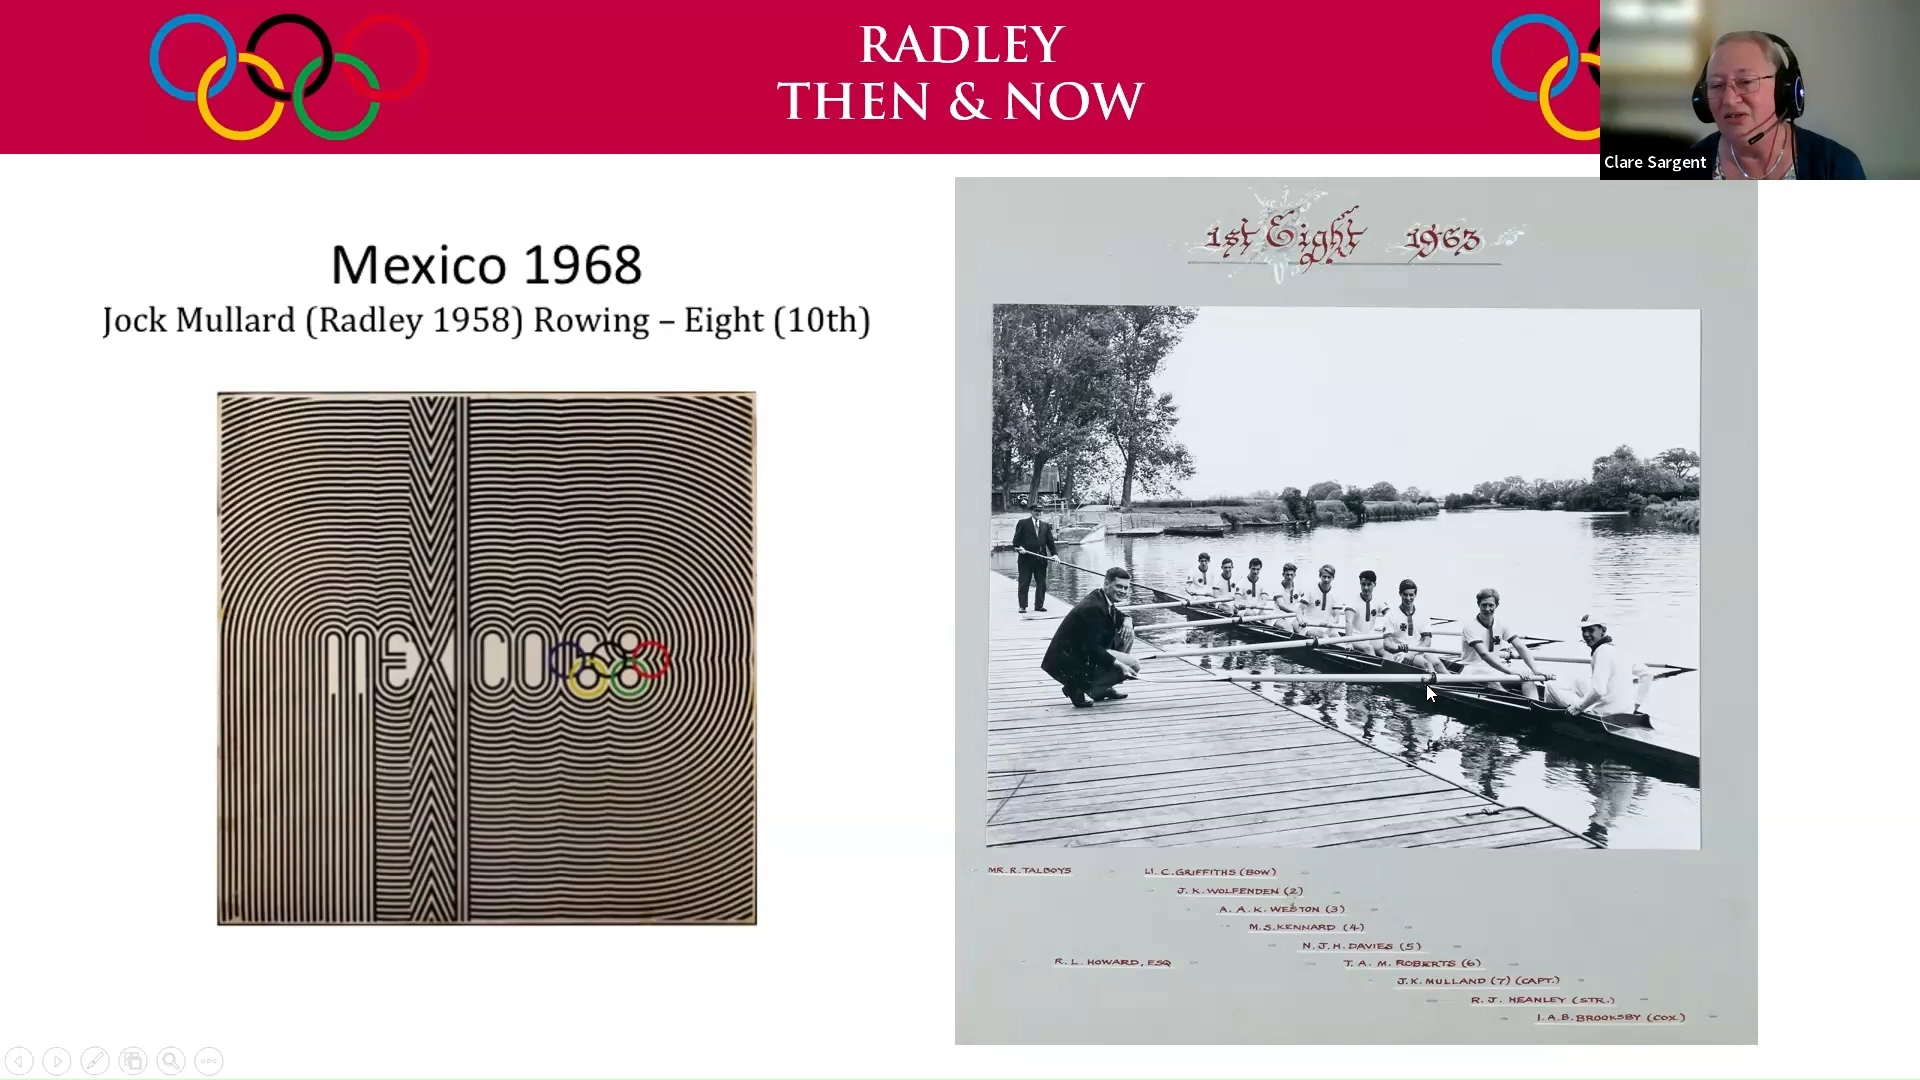 RADLEY
THEN & NOW
Clare Sargent
Mexico 1968
Jock Mullard (Radley 1958) Rowing – Eight (10th)
MEXICO68
1st Eight 1963
MR. R. TALBOYS
Ll. C. GRIFFITHS (BOW)
J. K. WOLFENDEN (2)
A. A. K. WESTON (3)
M. S. KENNARD (4)
N. J. H. DAVIES (5)
R. L. HOWARD, ESQ
T. A. M. ROBERTS (6)
J. K. MULLARD (7) (CAPT.)
R. J. HEANLEY (STR.)
I. A. B. BROOKSBY (COX)